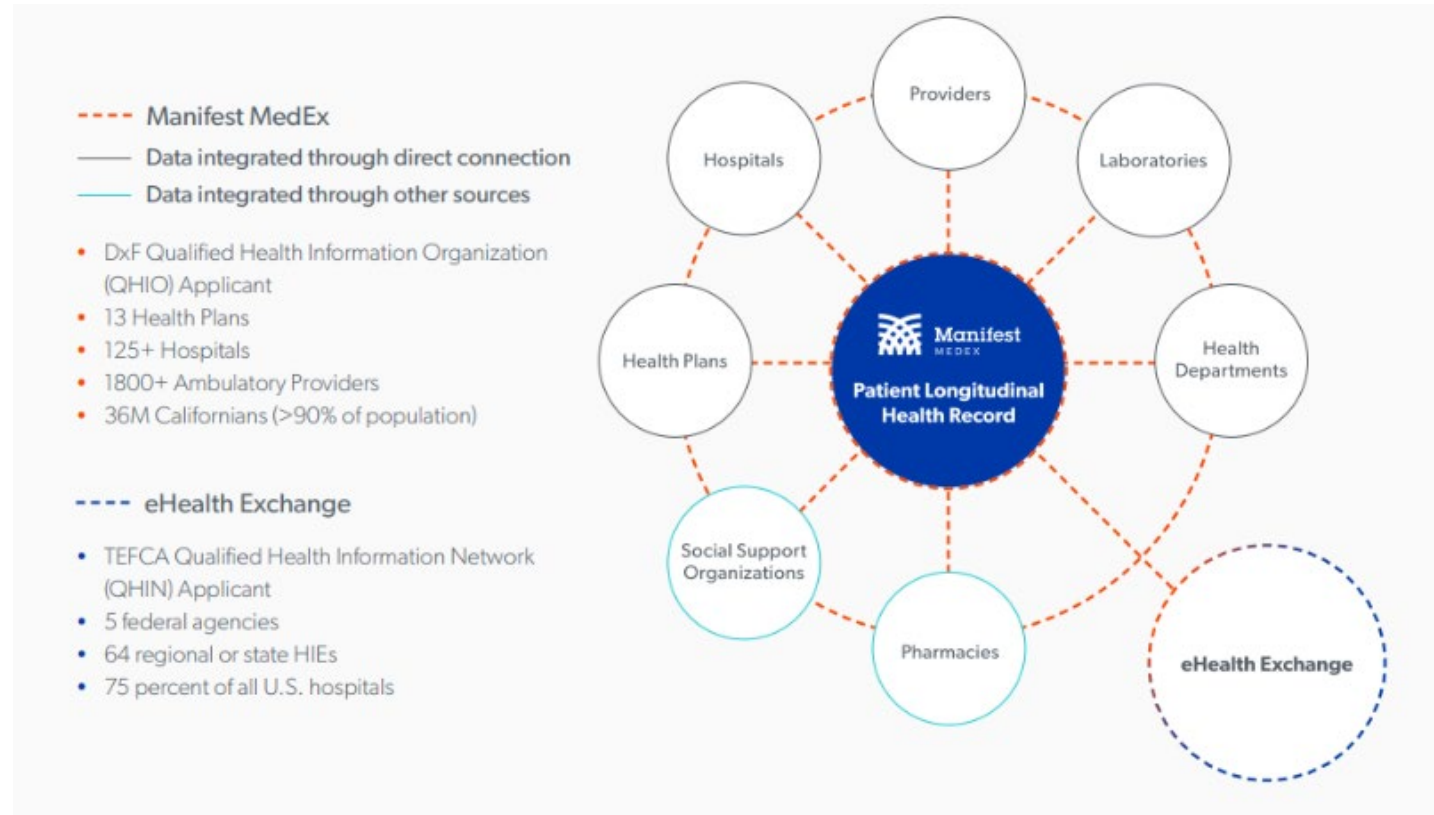 Manifest MedEx
Data integrated through direct connection
Data integrated through other sources
• DxF Qualified Health Information Organization
(QHIO) Applicant
• 13 Health Plans
• 125+ Hospitals
• 1800+ Ambulatory Providers
• 36M Californians (>90% of population)
eHealth Exchange
• TEFCA Qualified Health Information Network
(QHIN) Applicant
• 5 federal agencies
• 64 regional or state HIEs
• 75 percent of all U.S. hospitals
Providers
Hospitals
Laboratories
Health Plans
Manifest
MEDEX
Patient Longitudinal
Health Record
Health
Departments
Social Support
Organizations
Pharmacies
eHealth Exchange